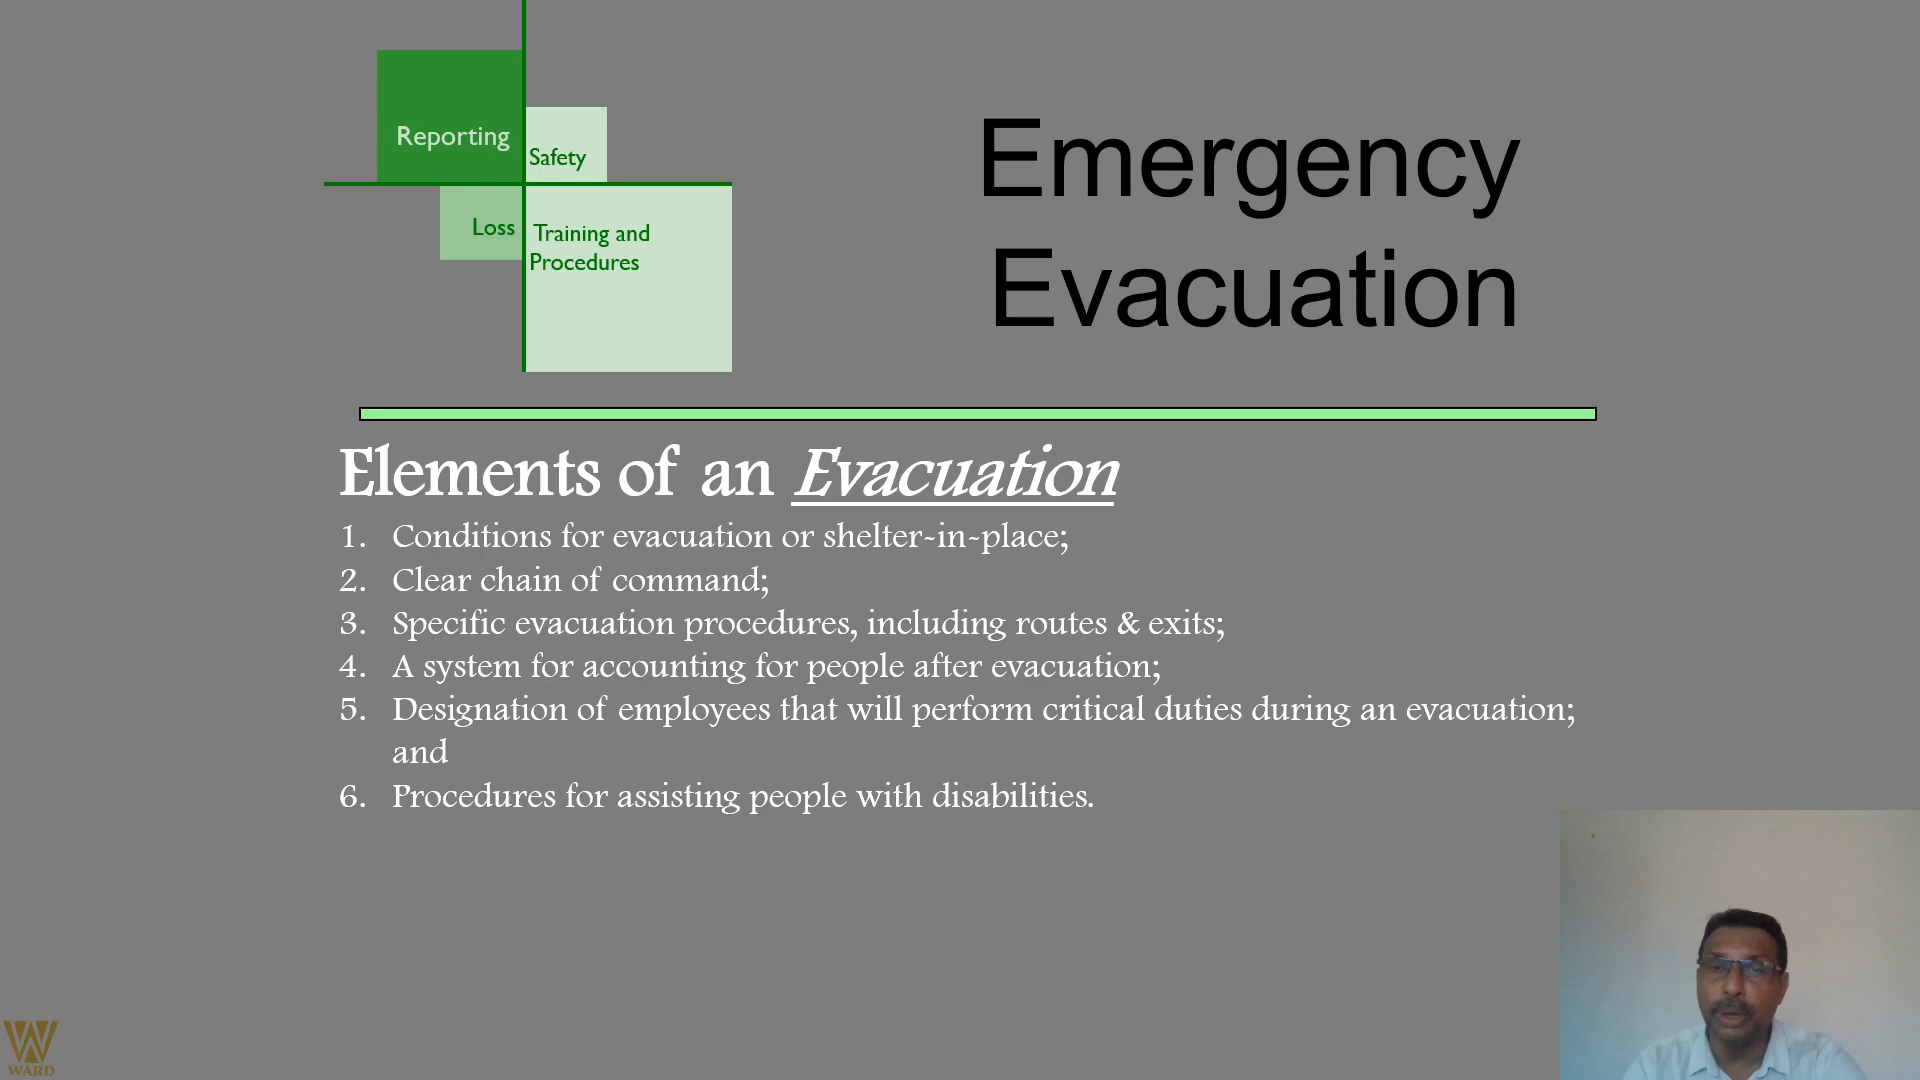 Reporting
Safety
Loss
Training and
Procedures
Emergency
Evacuation
Elements of an Evacuation
1. Conditions for evacuation or shelter-in-place;
2. Clear chain of command;
3. Specific evacuation procedures, including routes & exits;
4. A system for accounting for people after evacuation;
5. Designation of employees that will perform critical duties during an evacuation;
and
6. Procedures for assisting people with disabilities.
WARD